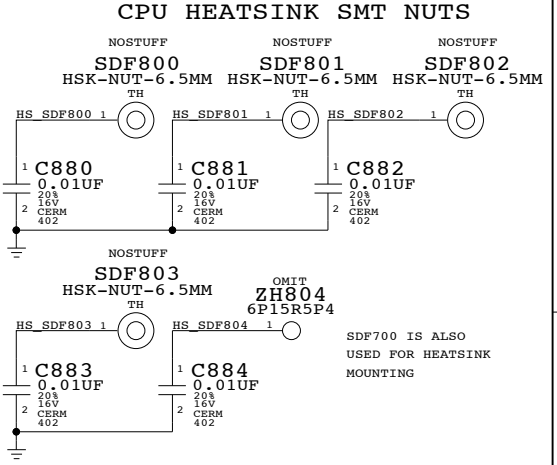 CPU HEATSINK SMT NUTS
NOSTUFF NOSTUFF NOSTUFF
SDF800 SDF801 SDF802
HSK-NUT-6.5MM HSK-NUT-6.5MM HSK-NUT-6.5MM
TH TH TH
HS_SDF800 1 HS_SDF801 1 HS_SDF802 1
1 C880 1 C881 1 C882
0.01UF 0.01UF 0.01UF
20% 20% 20%
16V 16V 16V
2 CERM 2 CERM 2 CERM
402 402 402
NOSTUFF
SDF803
HSK-NUT-6.5MM
TH
OMIT
ZH804
6P15R5P4
HS_SDF803 1 HS_SDF804 1
SDF700 IS ALSO
USED FOR HEATSINK
MOUNTING
1 C883 1 C884
0.01UF 0.01UF
20% 20%
16V 16V
2 CERM 2 CERM
402 402